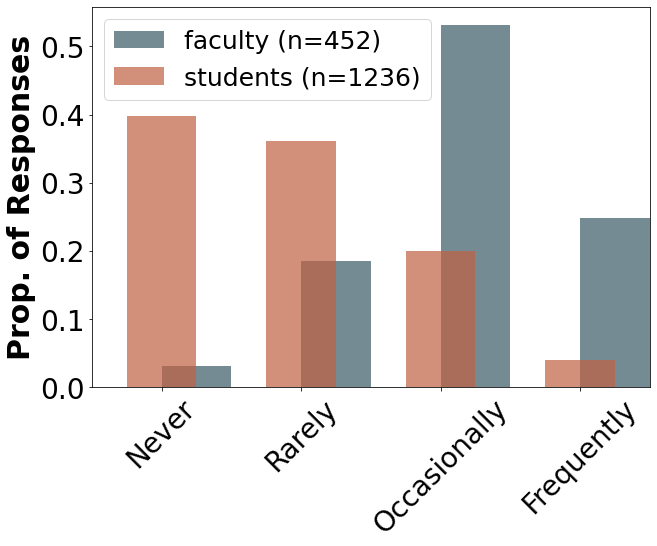 faculty (n=452)
students (n=1236)
Prop. of Responses
0.5
0.4
0.3
0.2
0.1
0.0
Never
Rarely
Occasionally
Frequently